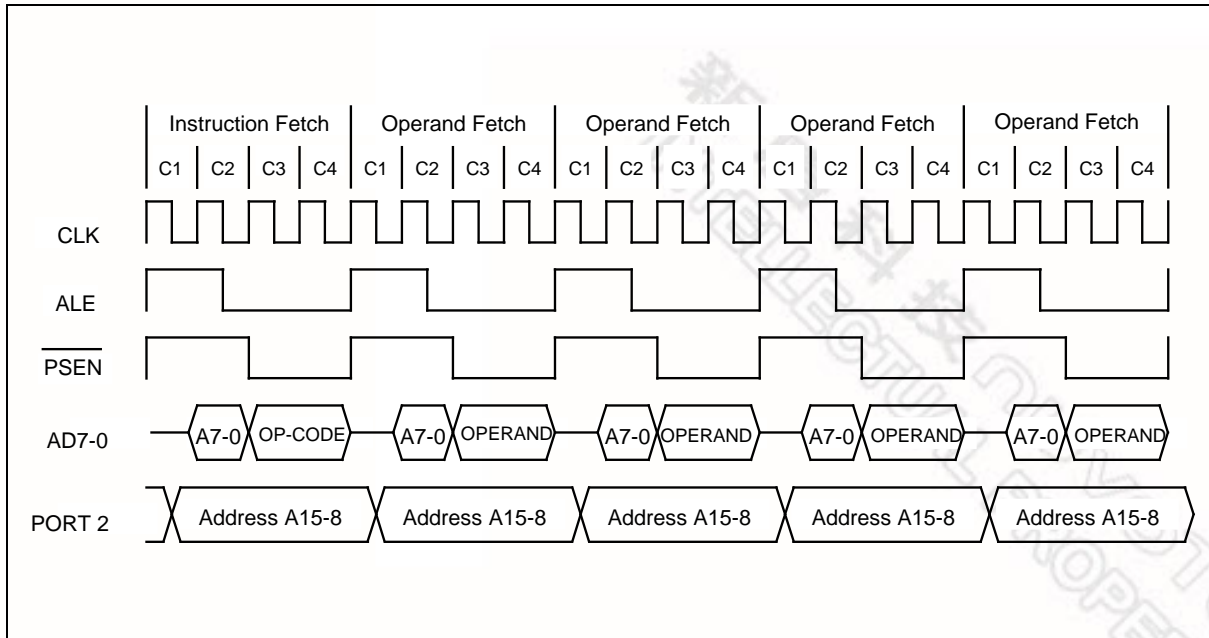 Instruction Fetch Operand Fetch Operand Fetch Operand Fetch Operand Fetch
C1 C2 C3 C4 C1 C2 C3 C4 C1 C2 C3 C4 C1 C2 C3 C4 C1 C2 C3 C4
CLK
ALE
PSEN
AD7-0 A7-0 OP-CODE A7-0 OPERAND A7-0 OPERAND A7-0 OPERAND A7-0 OPERAND
PORT 2 Address A15-8 Address A15-8 Address A15-8 Address A15-8 Address A15-8